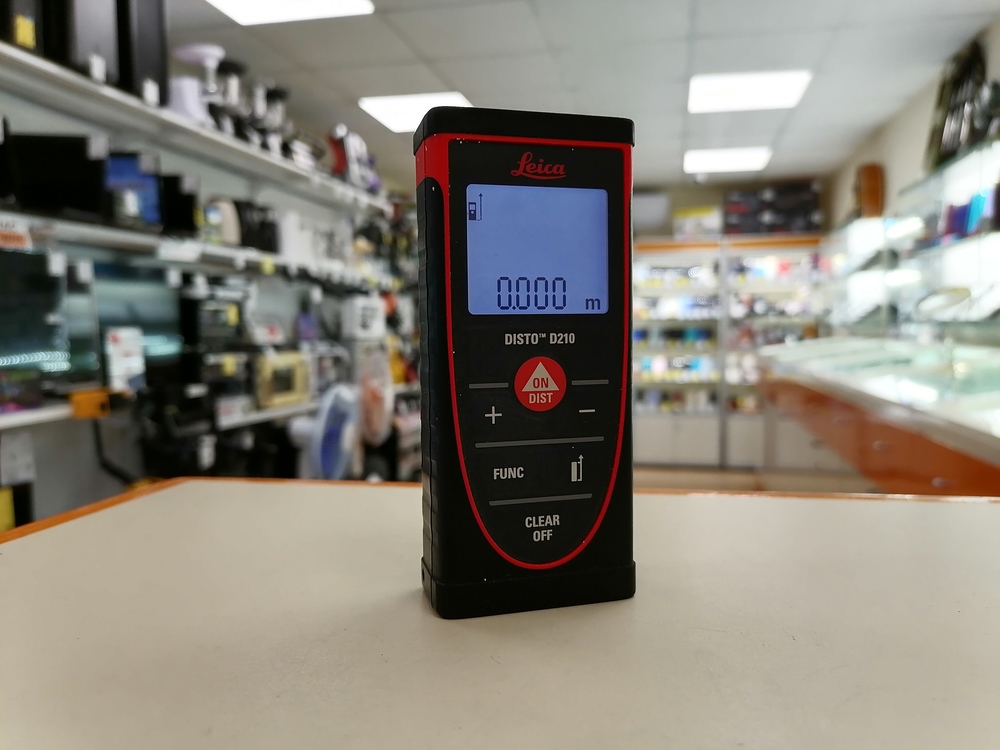 Leica
0.000 m
DISTO™ D210
ON
DIST
+ −
FUNC
CLEAR
OFF